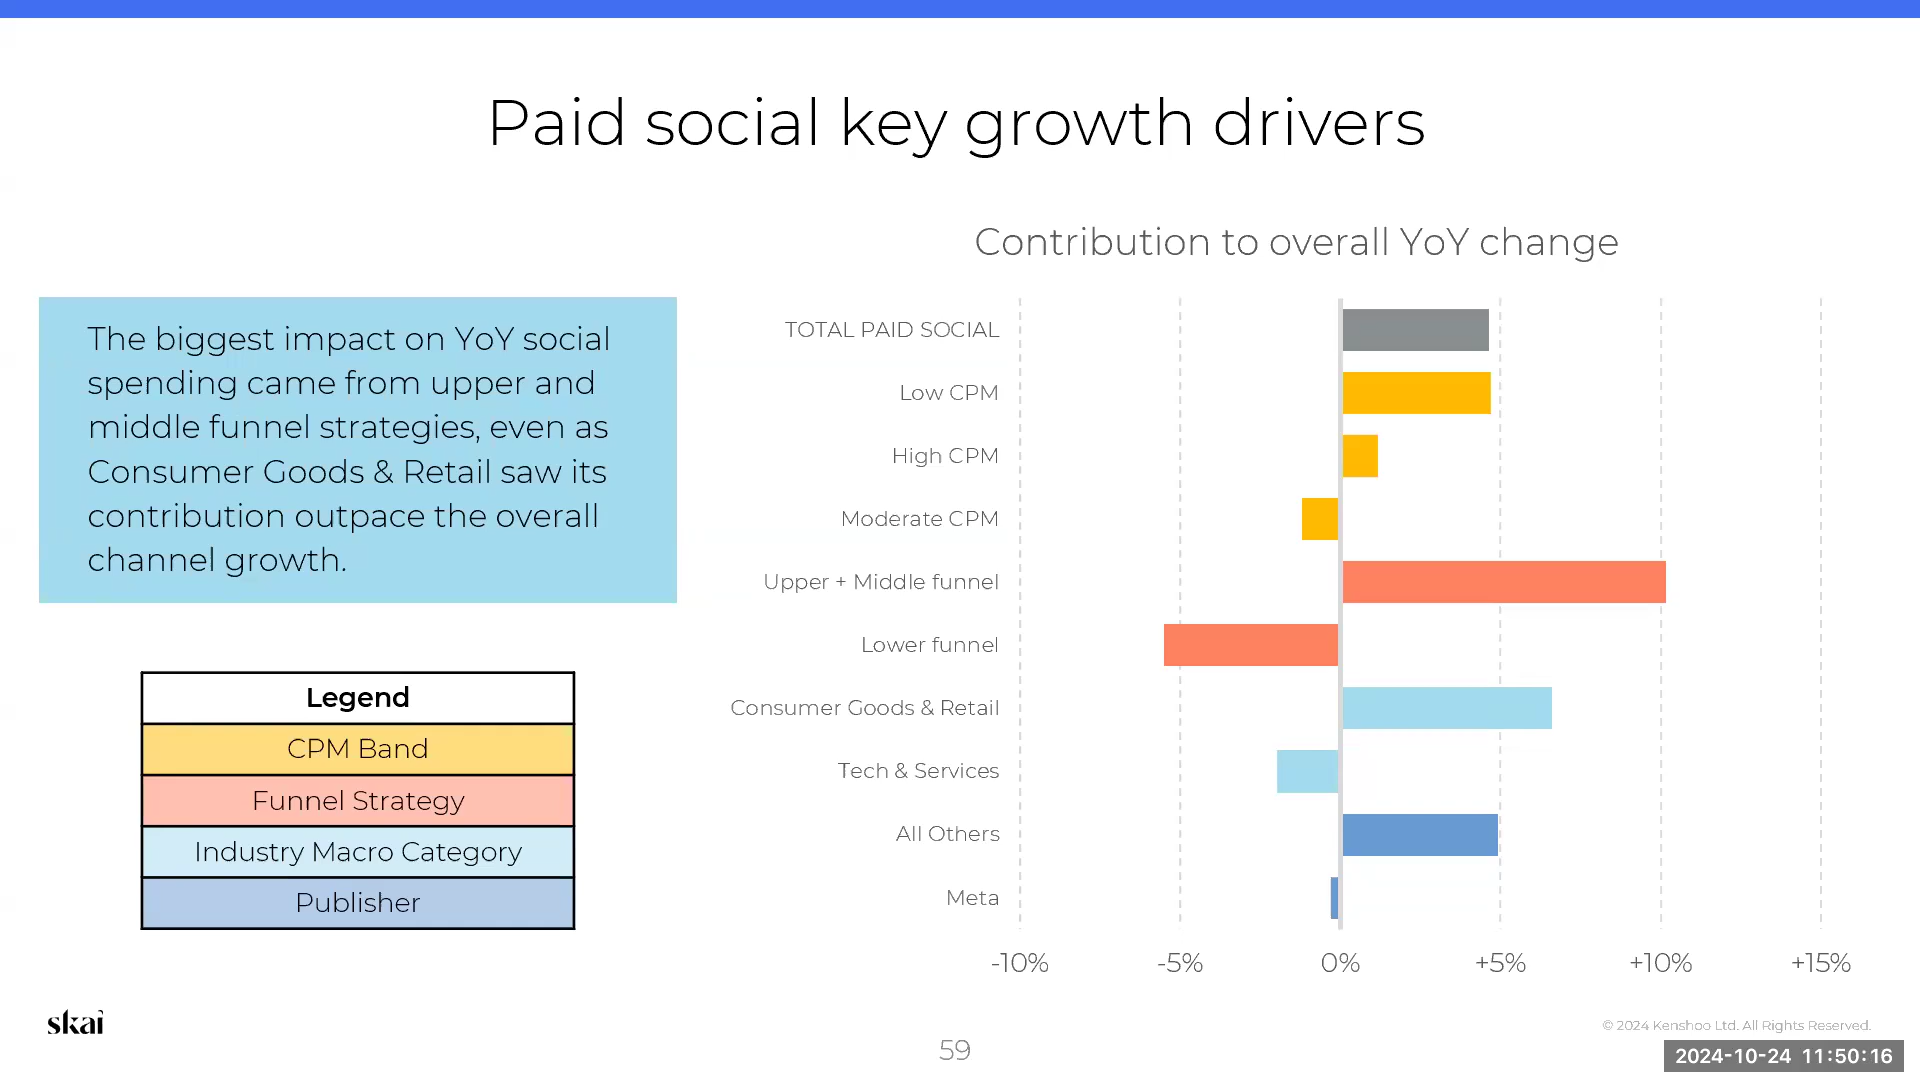 Paid social key growth drivers
Contribution to overall YoY change
The biggest impact on YoY social
spending came from upper and
middle funnel strategies, even as
Consumer Goods & Retail saw its
contribution outpace the overall
channel growth.
Legend
CPM Band
Funnel Strategy
Industry Macro Category
Publisher
TOTAL PAID SOCIAL
Low CPM
High CPM
Moderate CPM
Upper + Middle funnel
Lower funnel
Consumer Goods & Retail
Tech & Services
All Others
Meta
-10% -5% 0% +5% +10% +15%
skai
59
© 2024 Kenshoo Ltd. All Rights Reserved.
2024-10-24 11:50:16